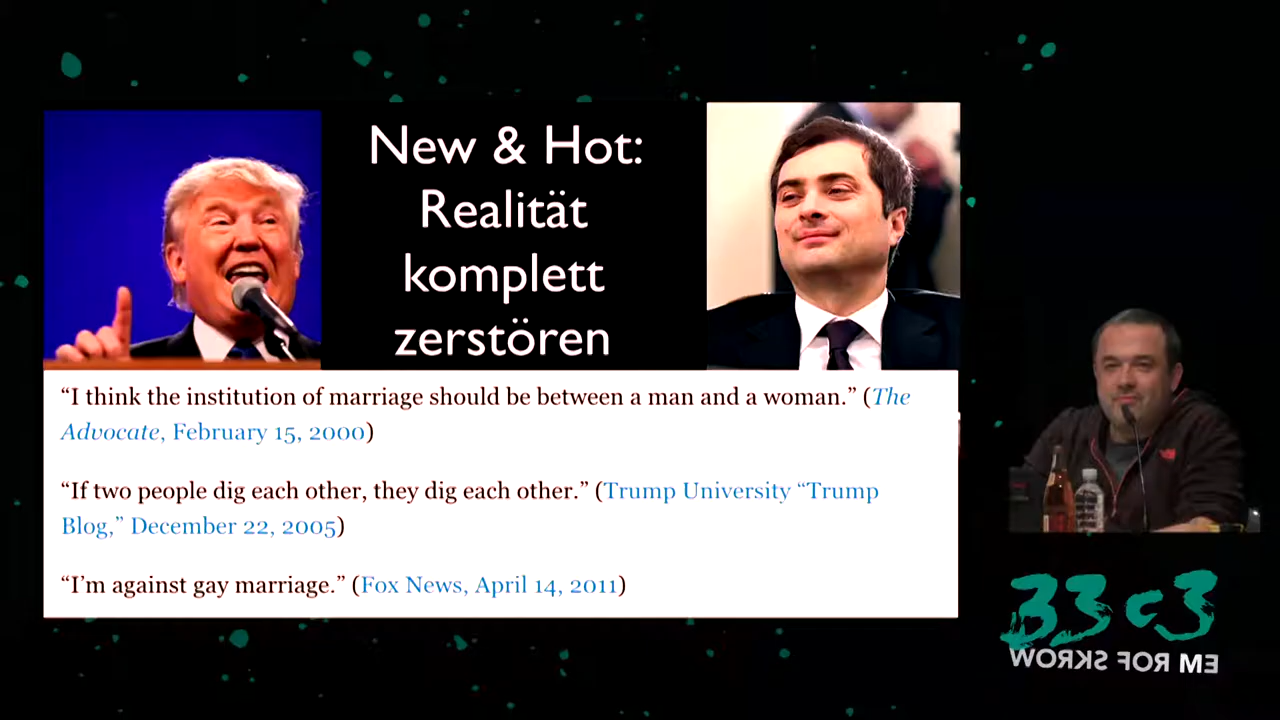 New & Hot:
Realität
komplett
zerstören
“I think the institution of marriage should be between a man and a woman.” (The
Advocate, February 15, 2000)
“If two people dig each other, they dig each other.” (Trump University “Trump
Blog,” December 22, 2005)
“I’m against gay marriage.” (Fox News, April 14, 2011)
33c3
WORKS FOR ME